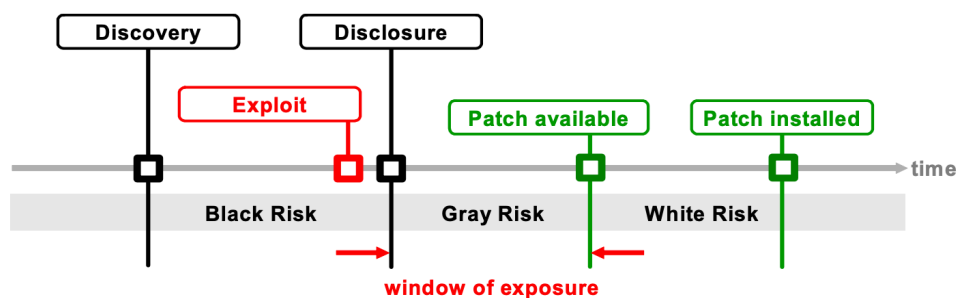 Discovery
Disclosure
Exploit
Patch available
Patch installed
time
Black Risk
Gray Risk
White Risk
window of exposure